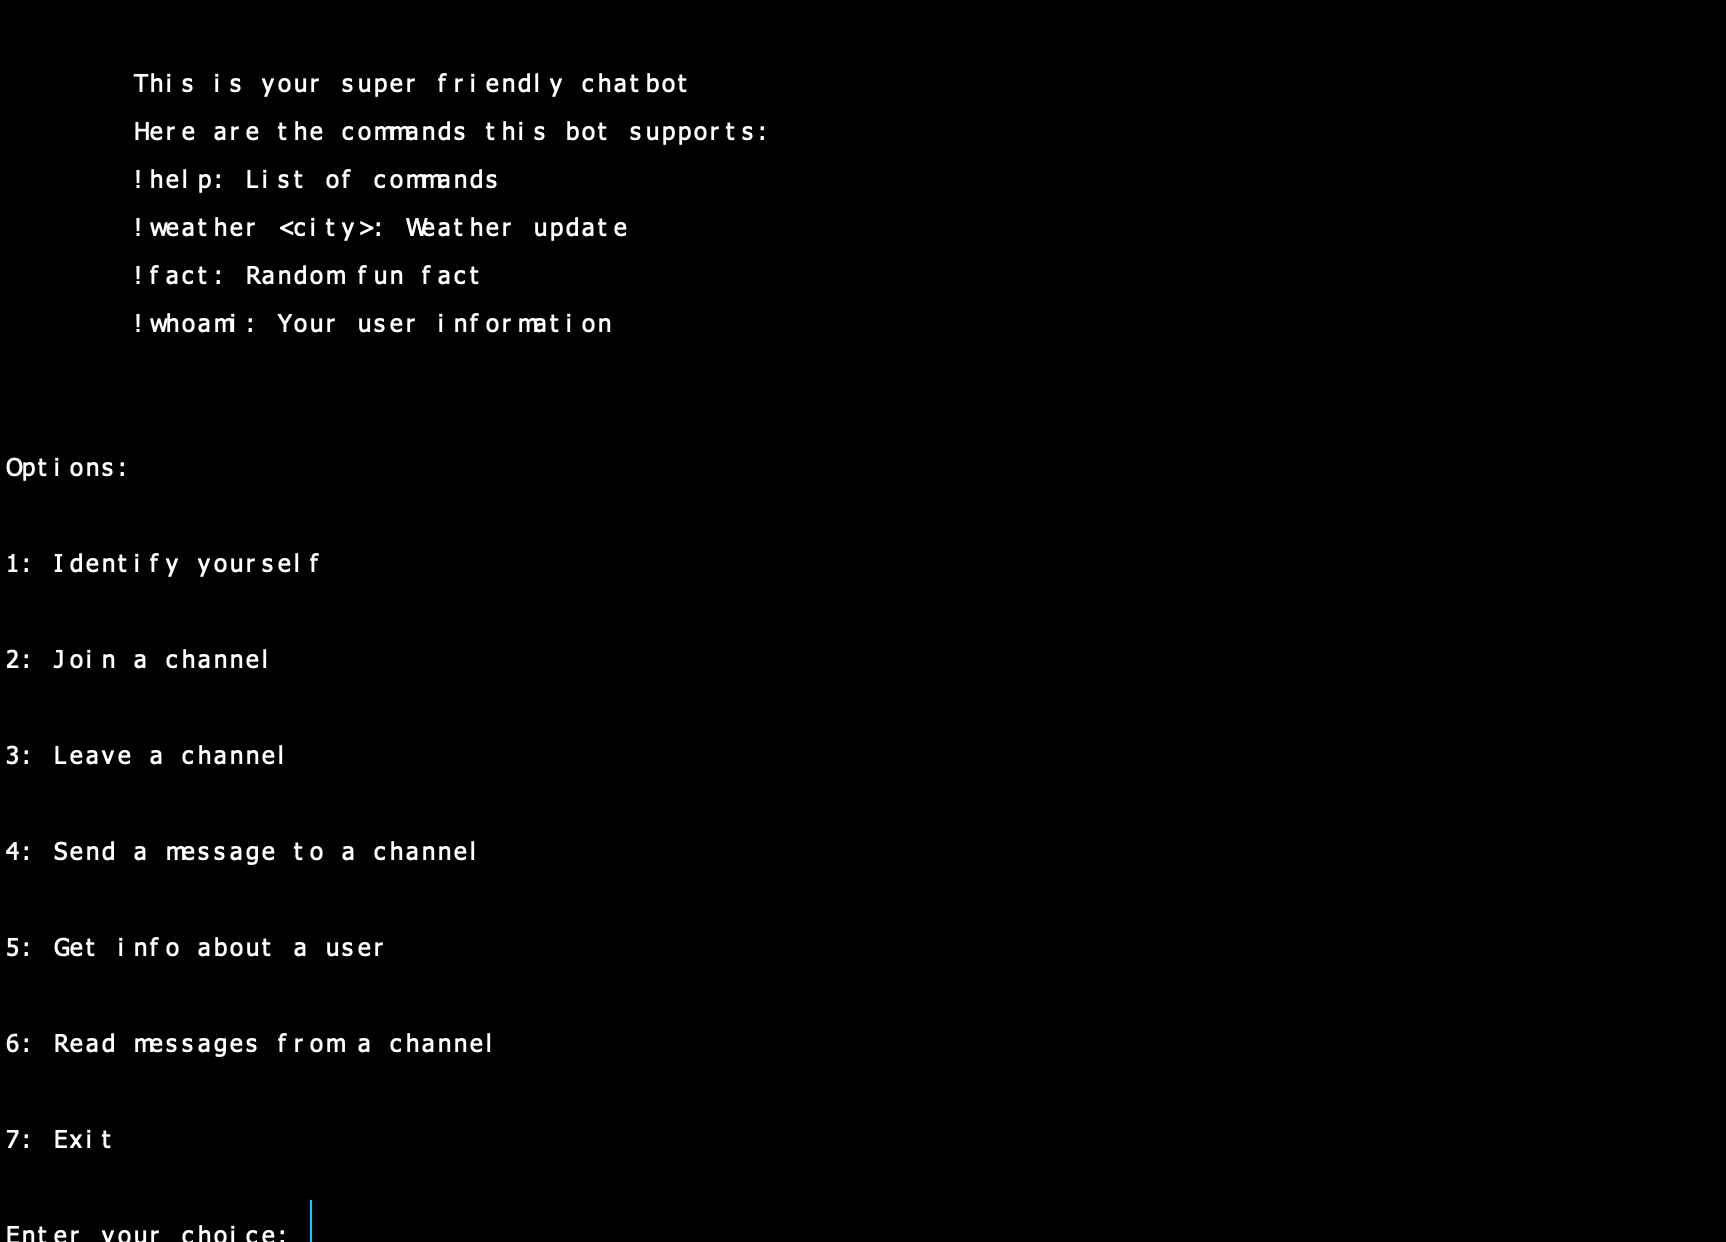 This is your super friendly chatbot
Here are the commands this bot supports:
!help: List of commands
!weather <city>: Weather update
!fact: Random fun fact
!whoami: Your user information
Options:
1: Identify yourself
2: Join a channel
3: Leave a channel
4: Send a message to a channel
5: Get info about a user
6: Read messages from a channel
7: Exit
Enter your choice: